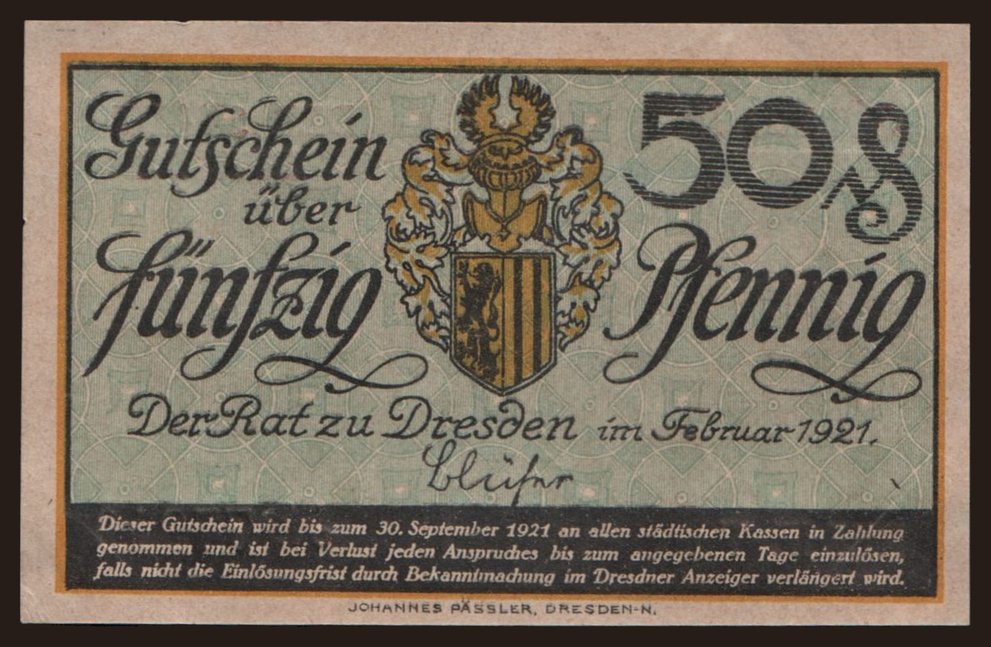 Gutschein
über
fünfzig
50 ₰
Pfennig
Der Rat zu Dresden im Februar 1921.
Blüher
Dieser Gutschein wird bis zum 30. September 1921 an allen städtischen Kassen in Zahlung
genommen und ist bei Verlust jeden Anspruches bis zum angegebenen Tage einzulösen,
falls nicht die Einlösungsfrist durch Bekanntmachung im Dresdner Anzeiger verlängert wird.
JOHANNES PÄSSLER, DRESDEN-N.